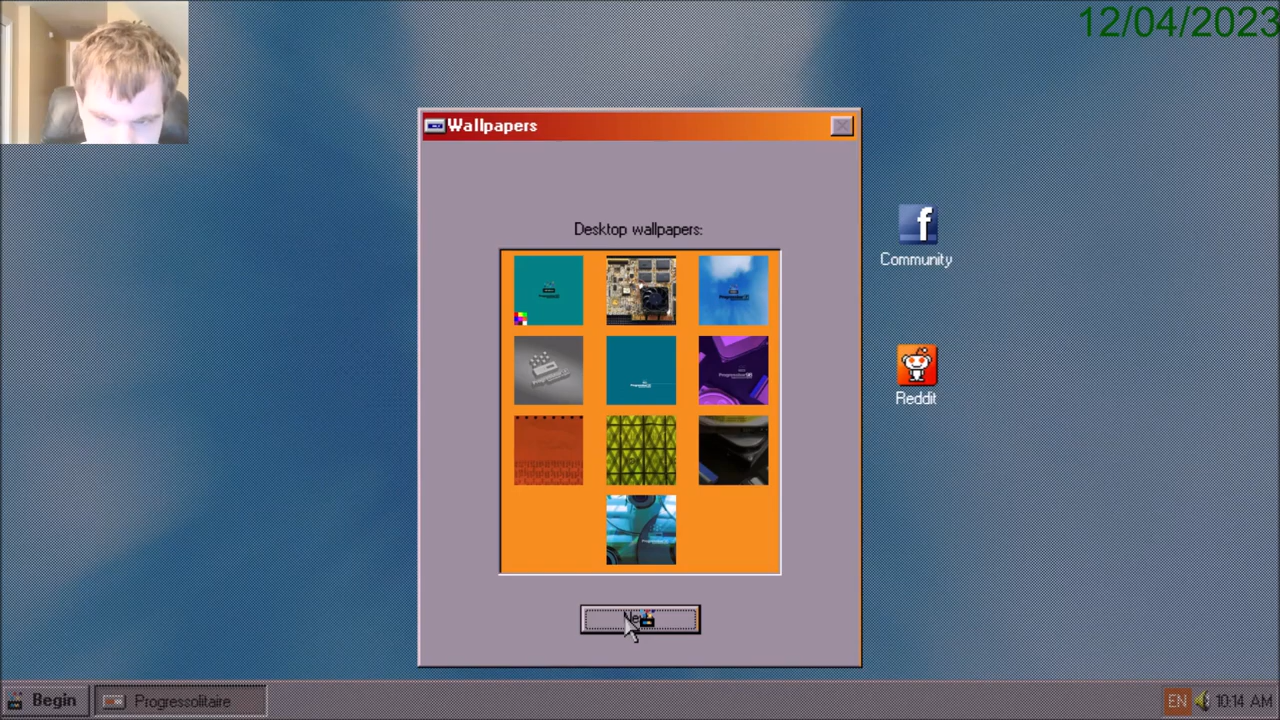 12/04/2023
Wallpapers
Desktop wallpapers:
Community
Reddit
Begin
Progressolitaire
EN
10:14 AM